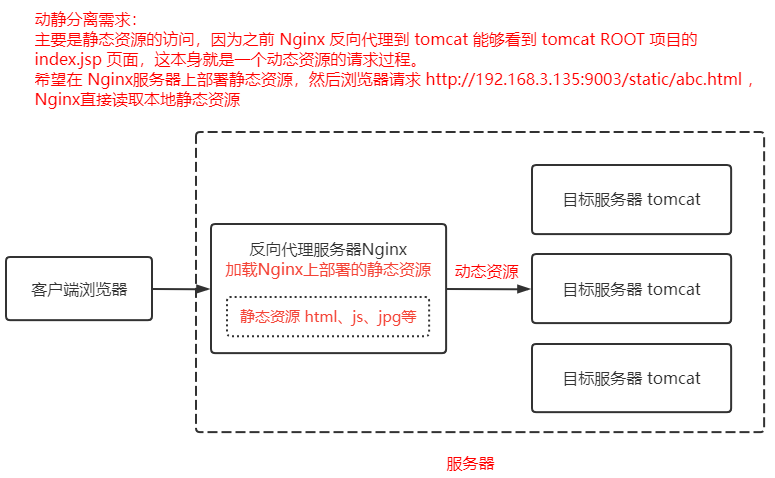 动静分离需求：
主要是静态资源的访问，因为之前 Nginx 反向代理到 tomcat 能够看到 tomcat ROOT 项目的
index.jsp 页面，这本身就是一个动态资源的请求过程。
希望在 Nginx服务器上部署静态资源，然后浏览器请求 http://192.168.3.135:9003/static/abc.html ，
Nginx直接读取本地静态资源
客户端浏览器
反向代理服务器Nginx
加载Nginx上部署的静态资源
静态资源 html、js、jpg等
动态资源
目标服务器 tomcat
目标服务器 tomcat
目标服务器 tomcat
服务器